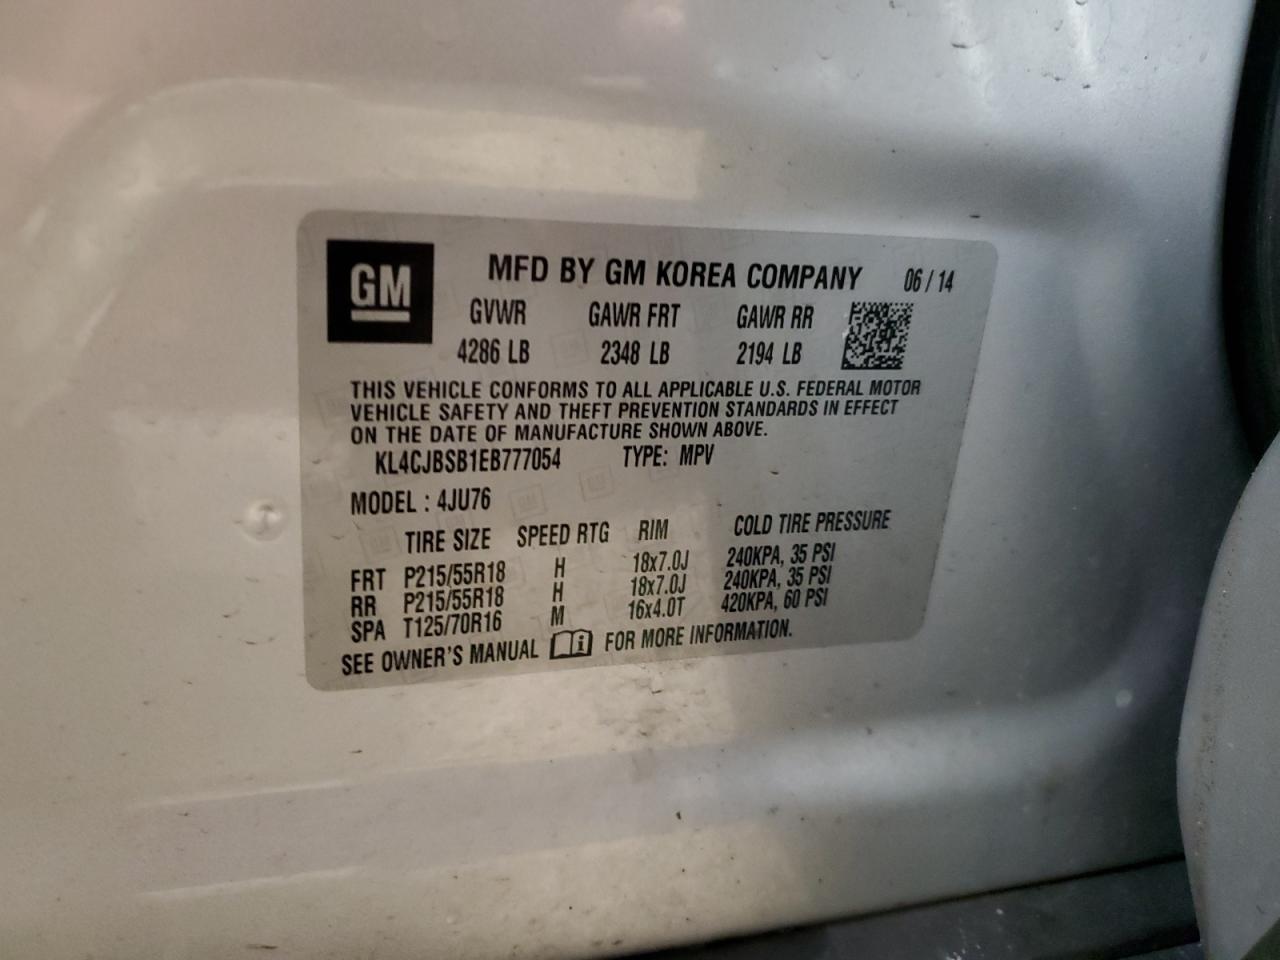 GM
MFD BY GM KOREA COMPANY 06 / 14
GVWR GAWR FRT GAWR RR
4286 LB 2348 LB 2194 LB
THIS VEHICLE CONFORMS TO ALL APPLICABLE U.S. FEDERAL MOTOR
VEHICLE SAFETY AND THEFT PREVENTION STANDARDS IN EFFECT
ON THE DATE OF MANUFACTURE SHOWN ABOVE.
KL4CJBSB1EB777054 TYPE: MPV
MODEL : 4JU76
TIRE SIZE SPEED RTG RIM COLD TIRE PRESSURE
FRT P215/55R18 H 18x7.0J 240KPA, 35 PSI
RR P215/55R18 H 18x7.0J 240KPA, 35 PSI
SPA T125/70R16 M 16x4.0T 420KPA, 60 PSI
SEE OWNER'S MANUAL i FOR MORE INFORMATION.